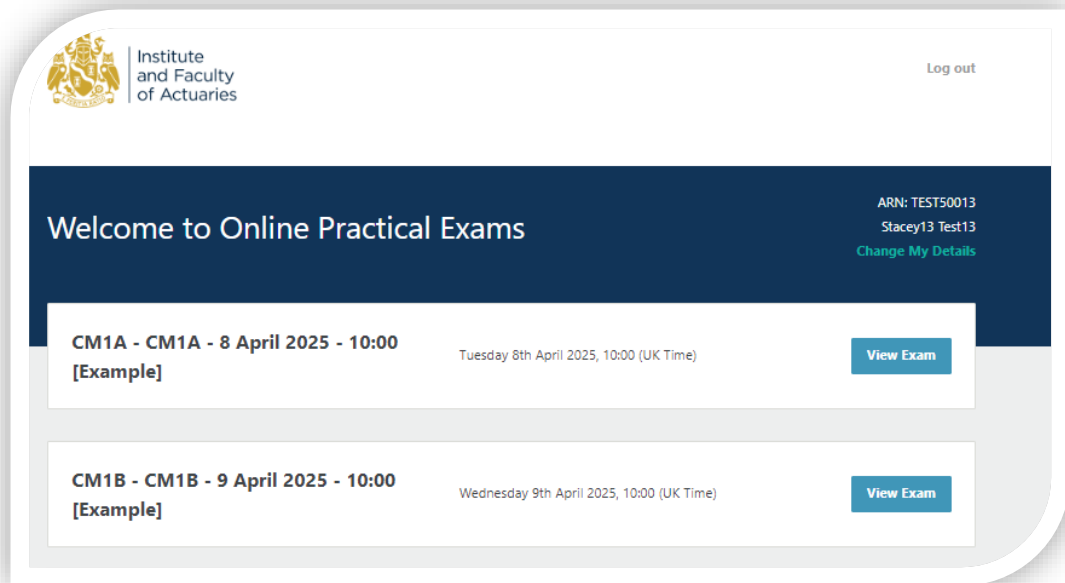 Institute
and Faculty
of Actuaries
Log out
Welcome to Online Practical Exams
ARN: TEST50013
Stacey13 Test13
Change My Details
CM1A - CM1A - 8 April 2025 - 10:00
[Example]
Tuesday 8th April 2025, 10:00 (UK Time)
View Exam
CM1B - CM1B - 9 April 2025 - 10:00
[Example]
Wednesday 9th April 2025, 10:00 (UK Time)
View Exam